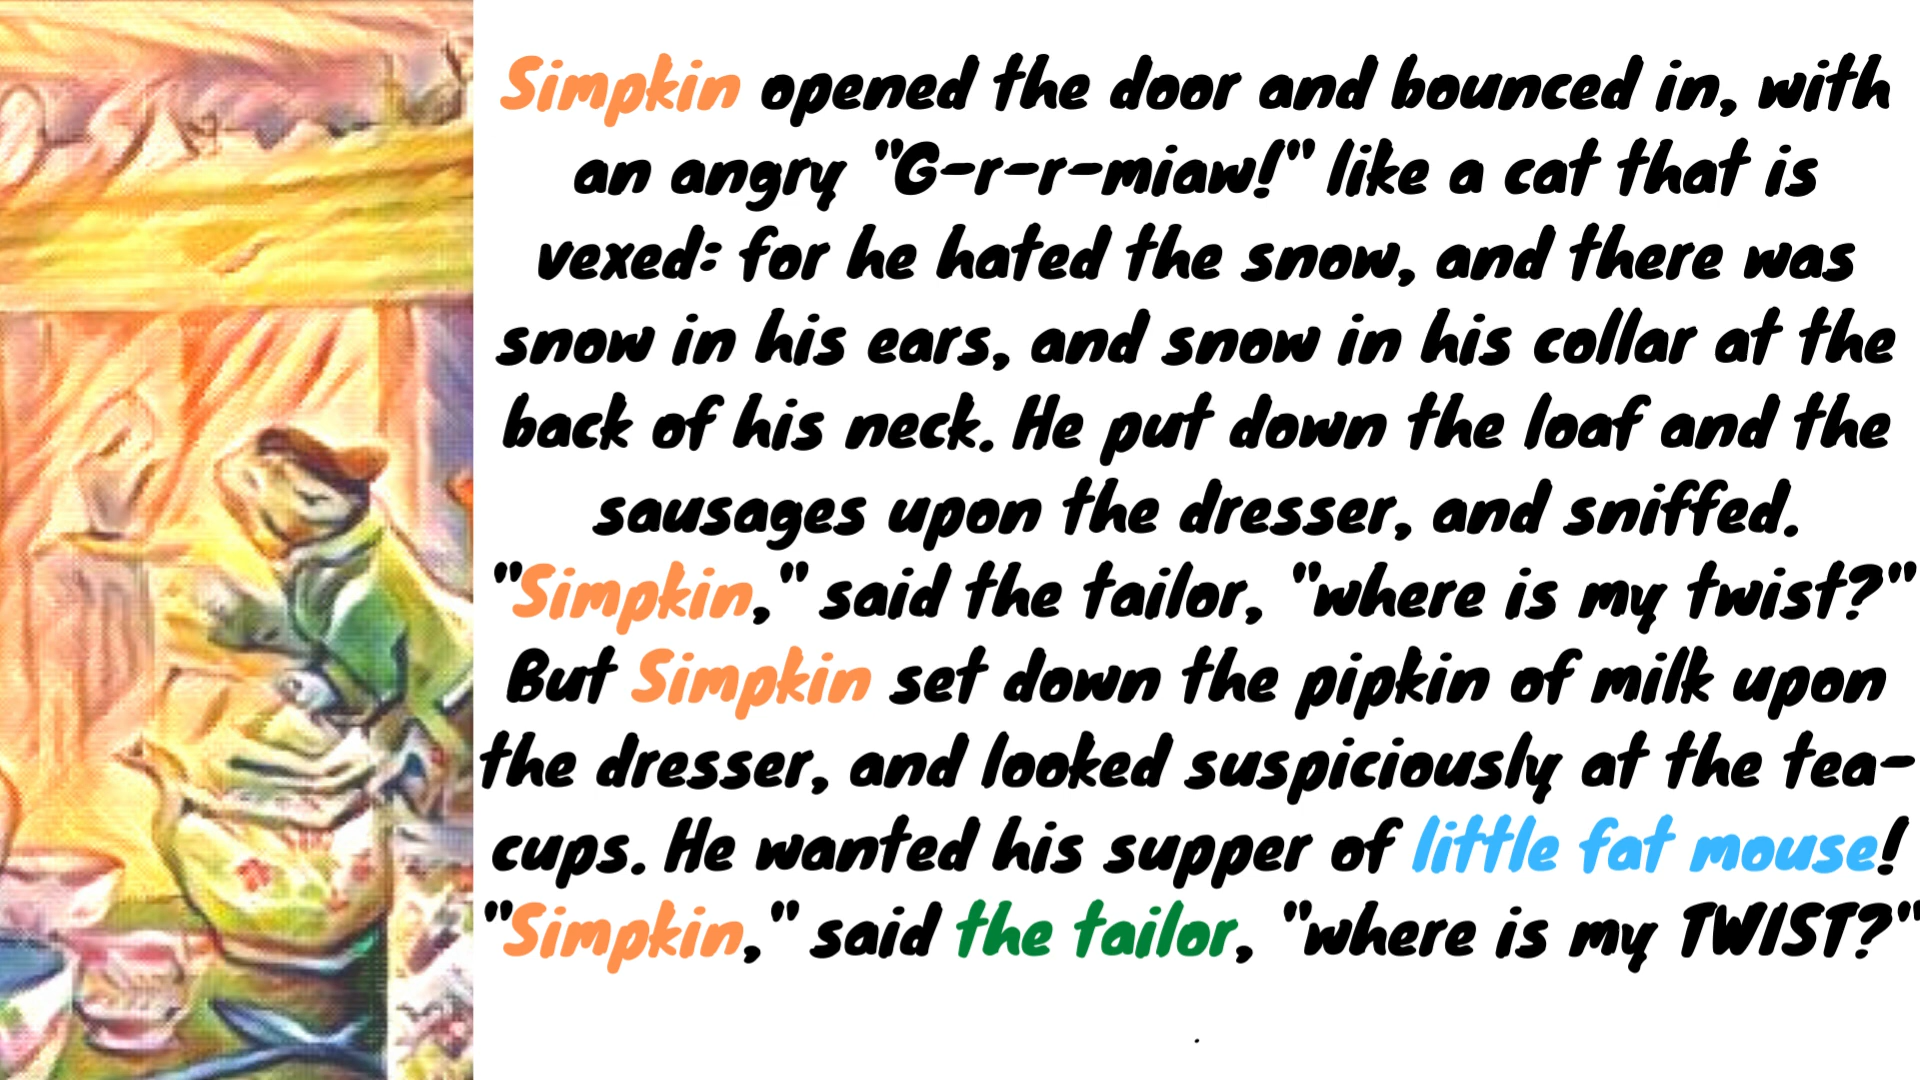 Simpkin opened the door and bounced in, with
an angry "G-r-r-miaw!" like a cat that is
vexed: for he hated the snow, and there was
snow in his ears, and snow in his collar at the
back of his neck. He put down the loaf and the
sausages upon the dresser, and sniffed.
"Simpkin," said the tailor, "where is my twist?"
But Simpkin set down the pipkin of milk upon
the dresser, and looked suspiciously at the tea-
cups. He wanted his supper of little fat mouse!
"Simpkin," said the tailor, "where is my TWIST?"
.